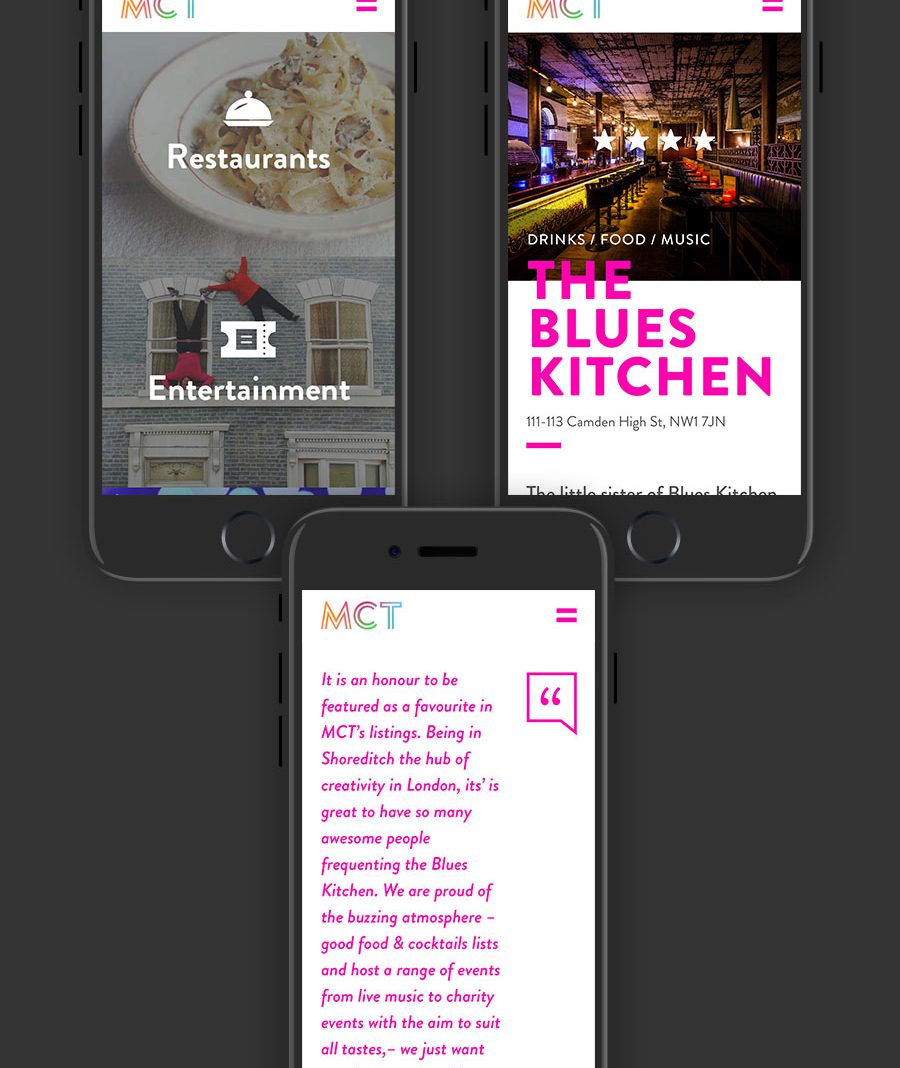 MCT
Restaurants
Entertainment
MCT
DRINKS / FOOD / MUSIC
THE
BLUES
KITCHEN
111-113 Camden High St, NW1 7JN
The little sister of Blues Kitchen
MCT
It is an honour to be
featured as a favourite in
MCT’s listings. Being in
Shoreditch the hub of
creativity in London, its’ is
great to have so many
awesome people
frequenting the Blues
Kitchen. We are proud of
the buzzing atmosphere –
good food & cocktails lists
and host a range of events
from live music to charity
events with the aim to suit
all tastes,– we just want
“